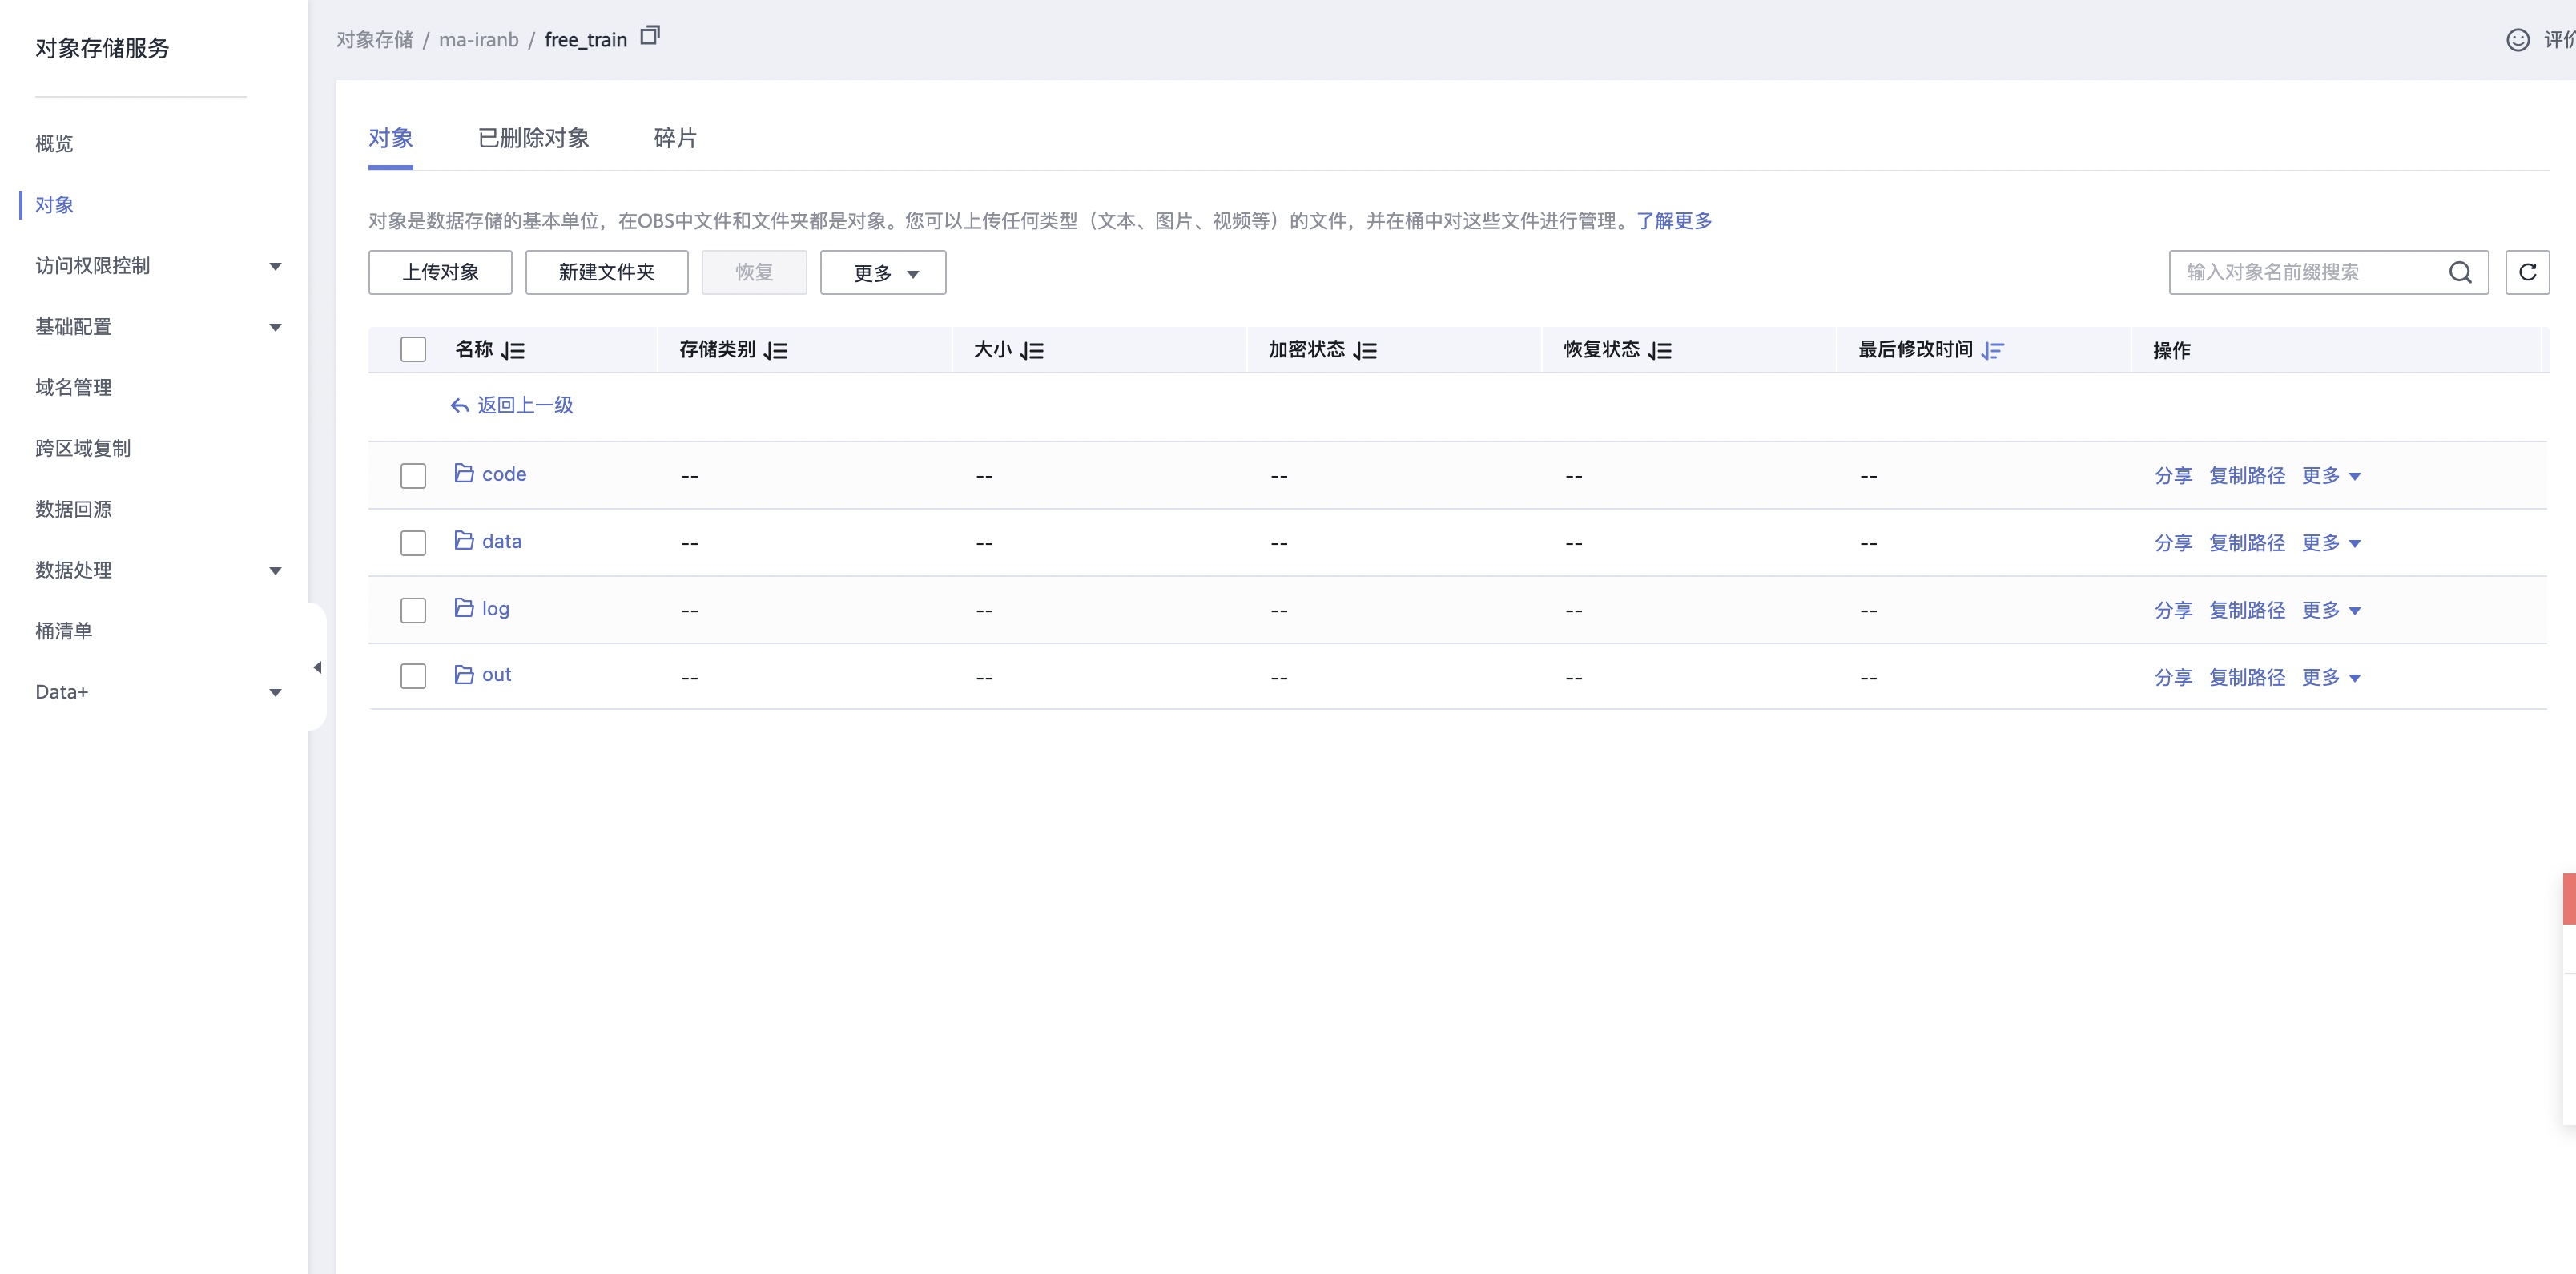 对象存储服务
概览
对象
访问权限控制
基础配置
域名管理
跨区域复制
数据回源
数据处理
桶清单
Data+
对象存储 / ma-iranb / free_train
评价
对象 已删除对象 碎片
对象是数据存储的基本单位，在OBS中文件和文件夹都是对象。您可以上传任何类型（文本、图片、视频等）的文件，并在桶中对这些文件进行管理。了解更多
上传对象 新建文件夹 恢复 更多 输入对象名前缀搜索
名称 存储类别 大小 加密状态 恢复状态 最后修改时间 操作
返回上一级
code -- -- -- -- -- 分享 复制路径 更多
data -- -- -- -- -- 分享 复制路径 更多
log -- -- -- -- -- 分享 复制路径 更多
out -- -- -- -- -- 分享 复制路径 更多